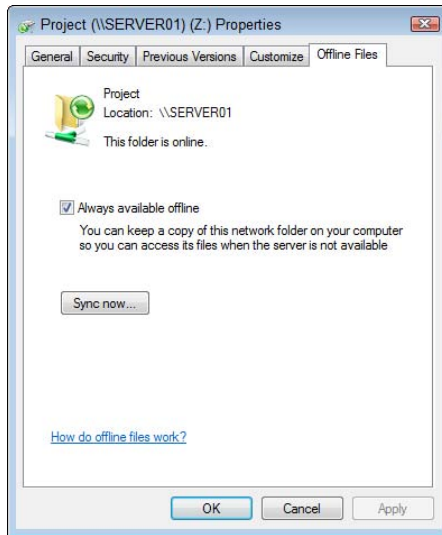 Project (\\SERVER01) (Z:) Properties
General Security Previous Versions Customize Offline Files
Project
Location: \\SERVER01
This folder is online.
Always available offline
You can keep a copy of this network folder on your computer
so you can access its files when the server is not available
Sync now...
How do offline files work?
OK Cancel Apply